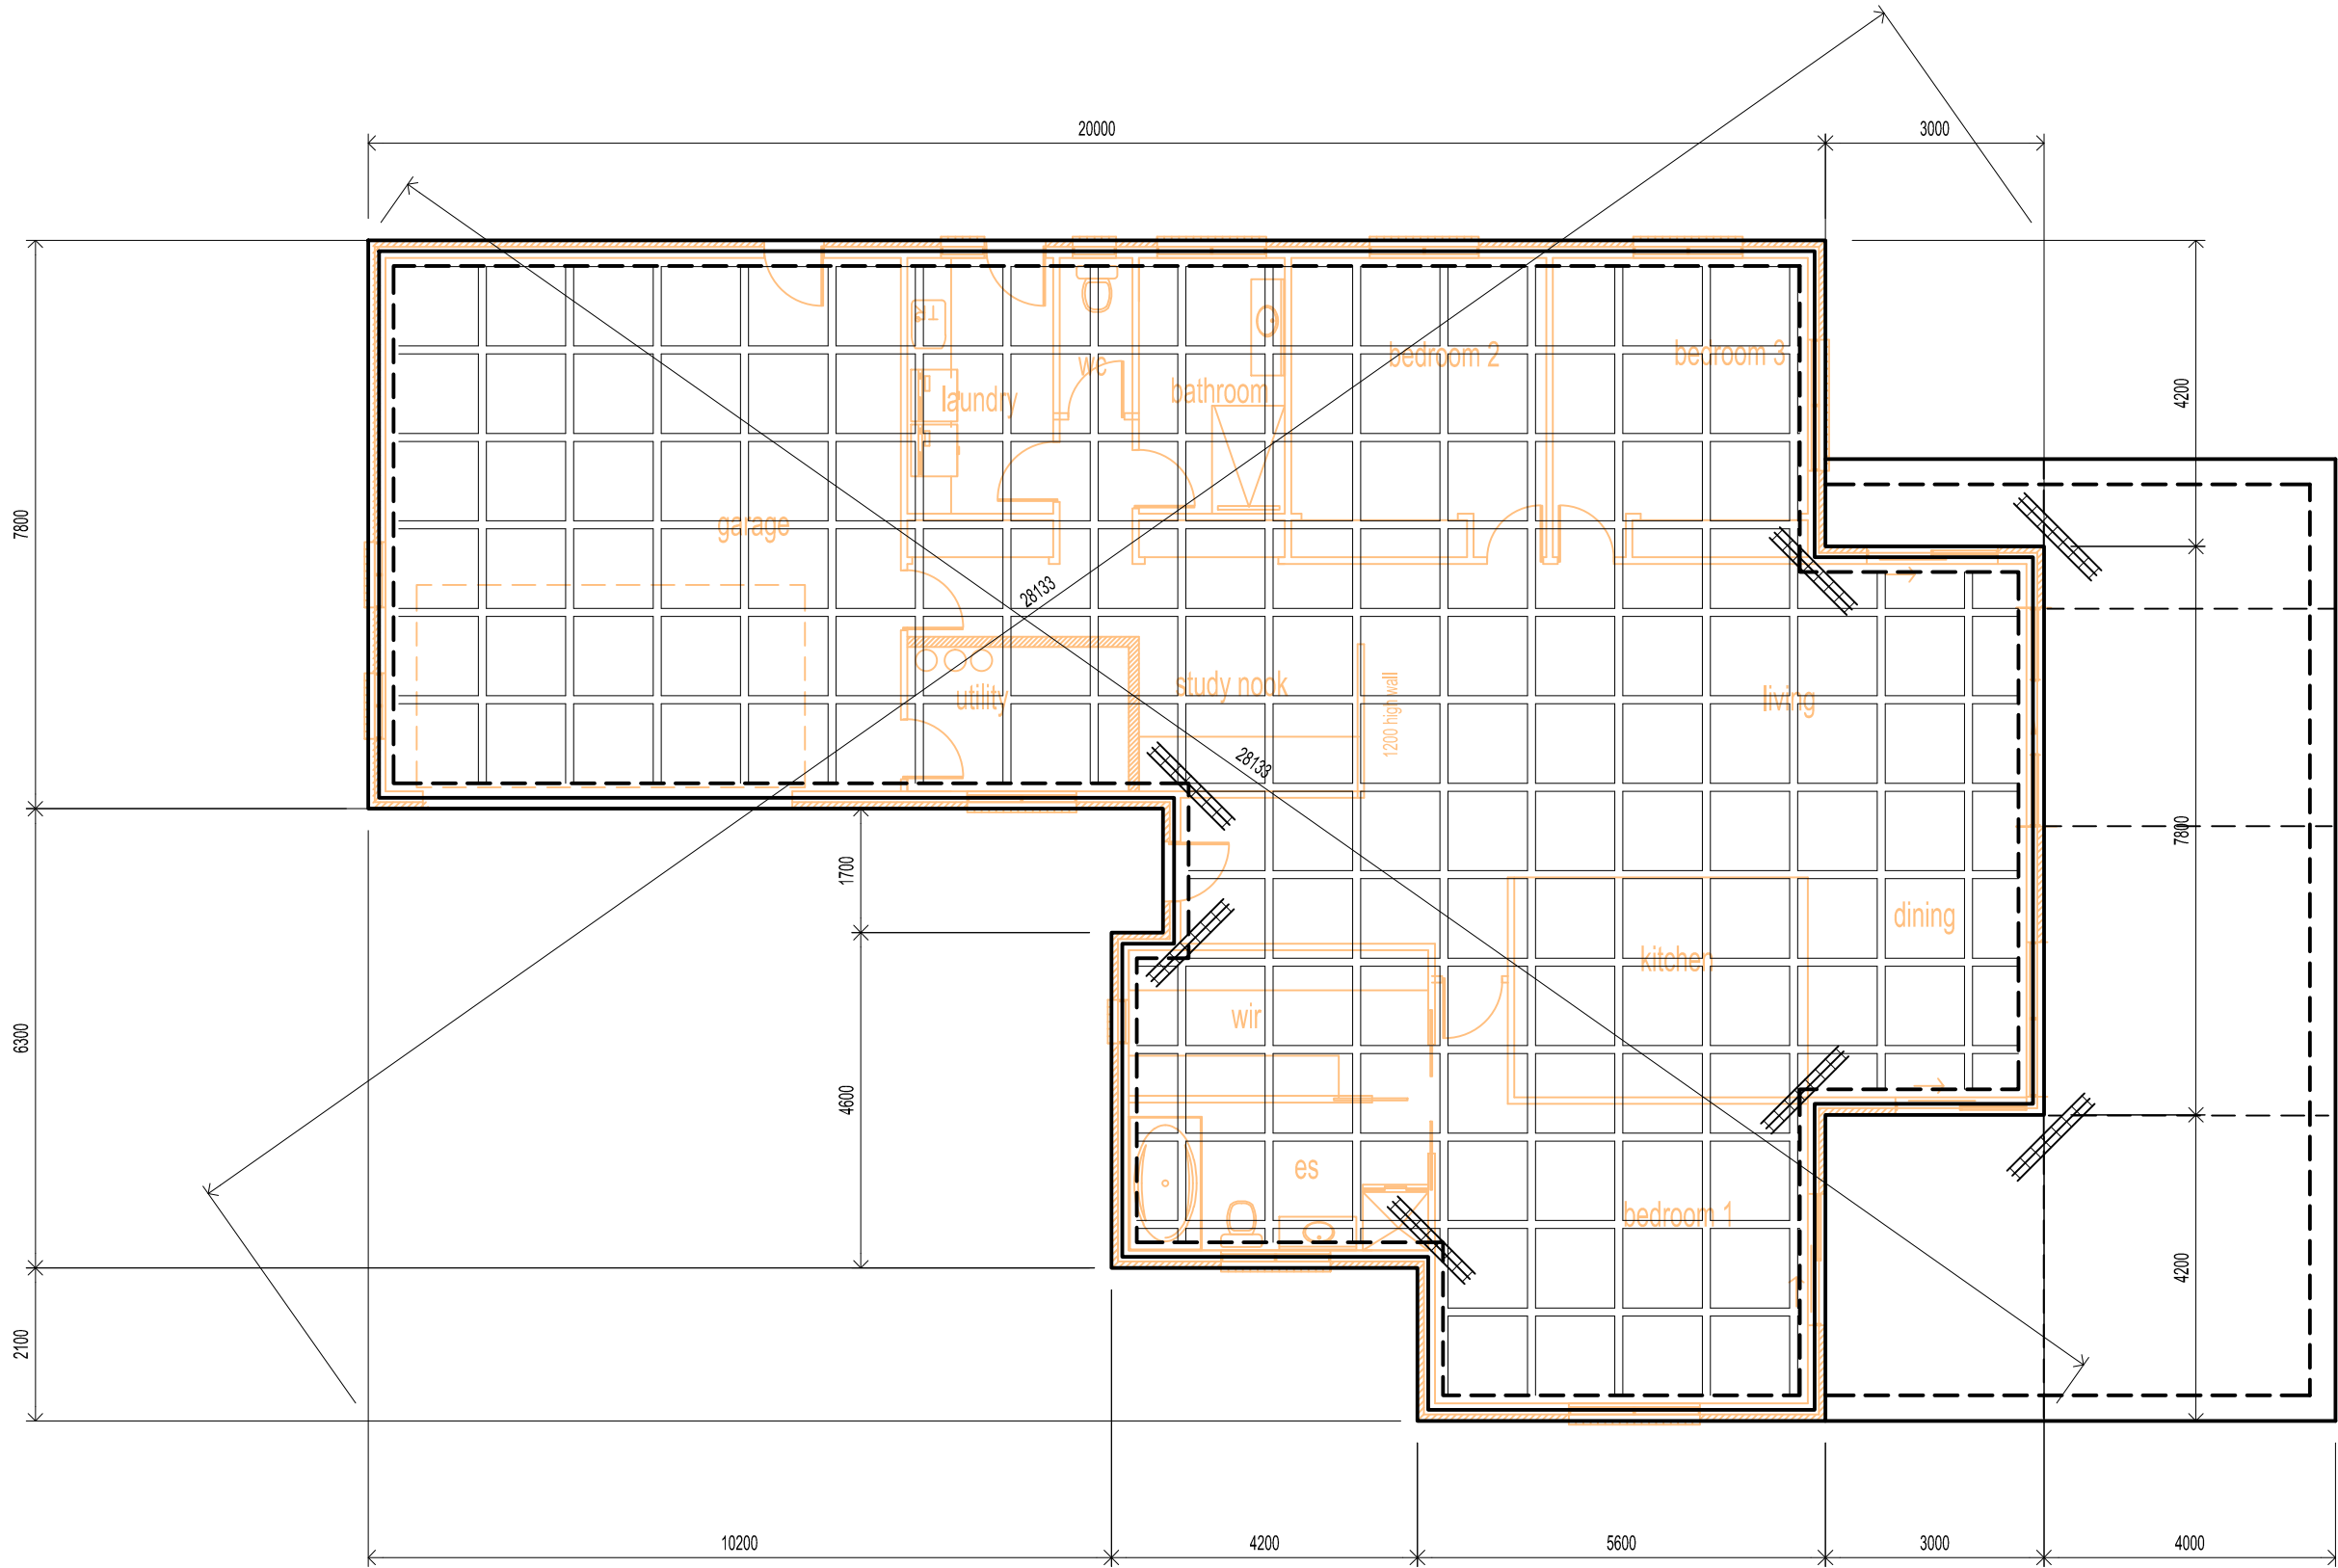 20000
3000
TR
wc
bedroom 2
bedroom 3
laundry
bathroom
4200
7800
garage
28133
study nook
utility
1200 high wall
living
28133
7800
1700
dining
kitchen
wir
6300
4600
es
bedroom 1
4200
2100
10200
4200
5600
3000
4000